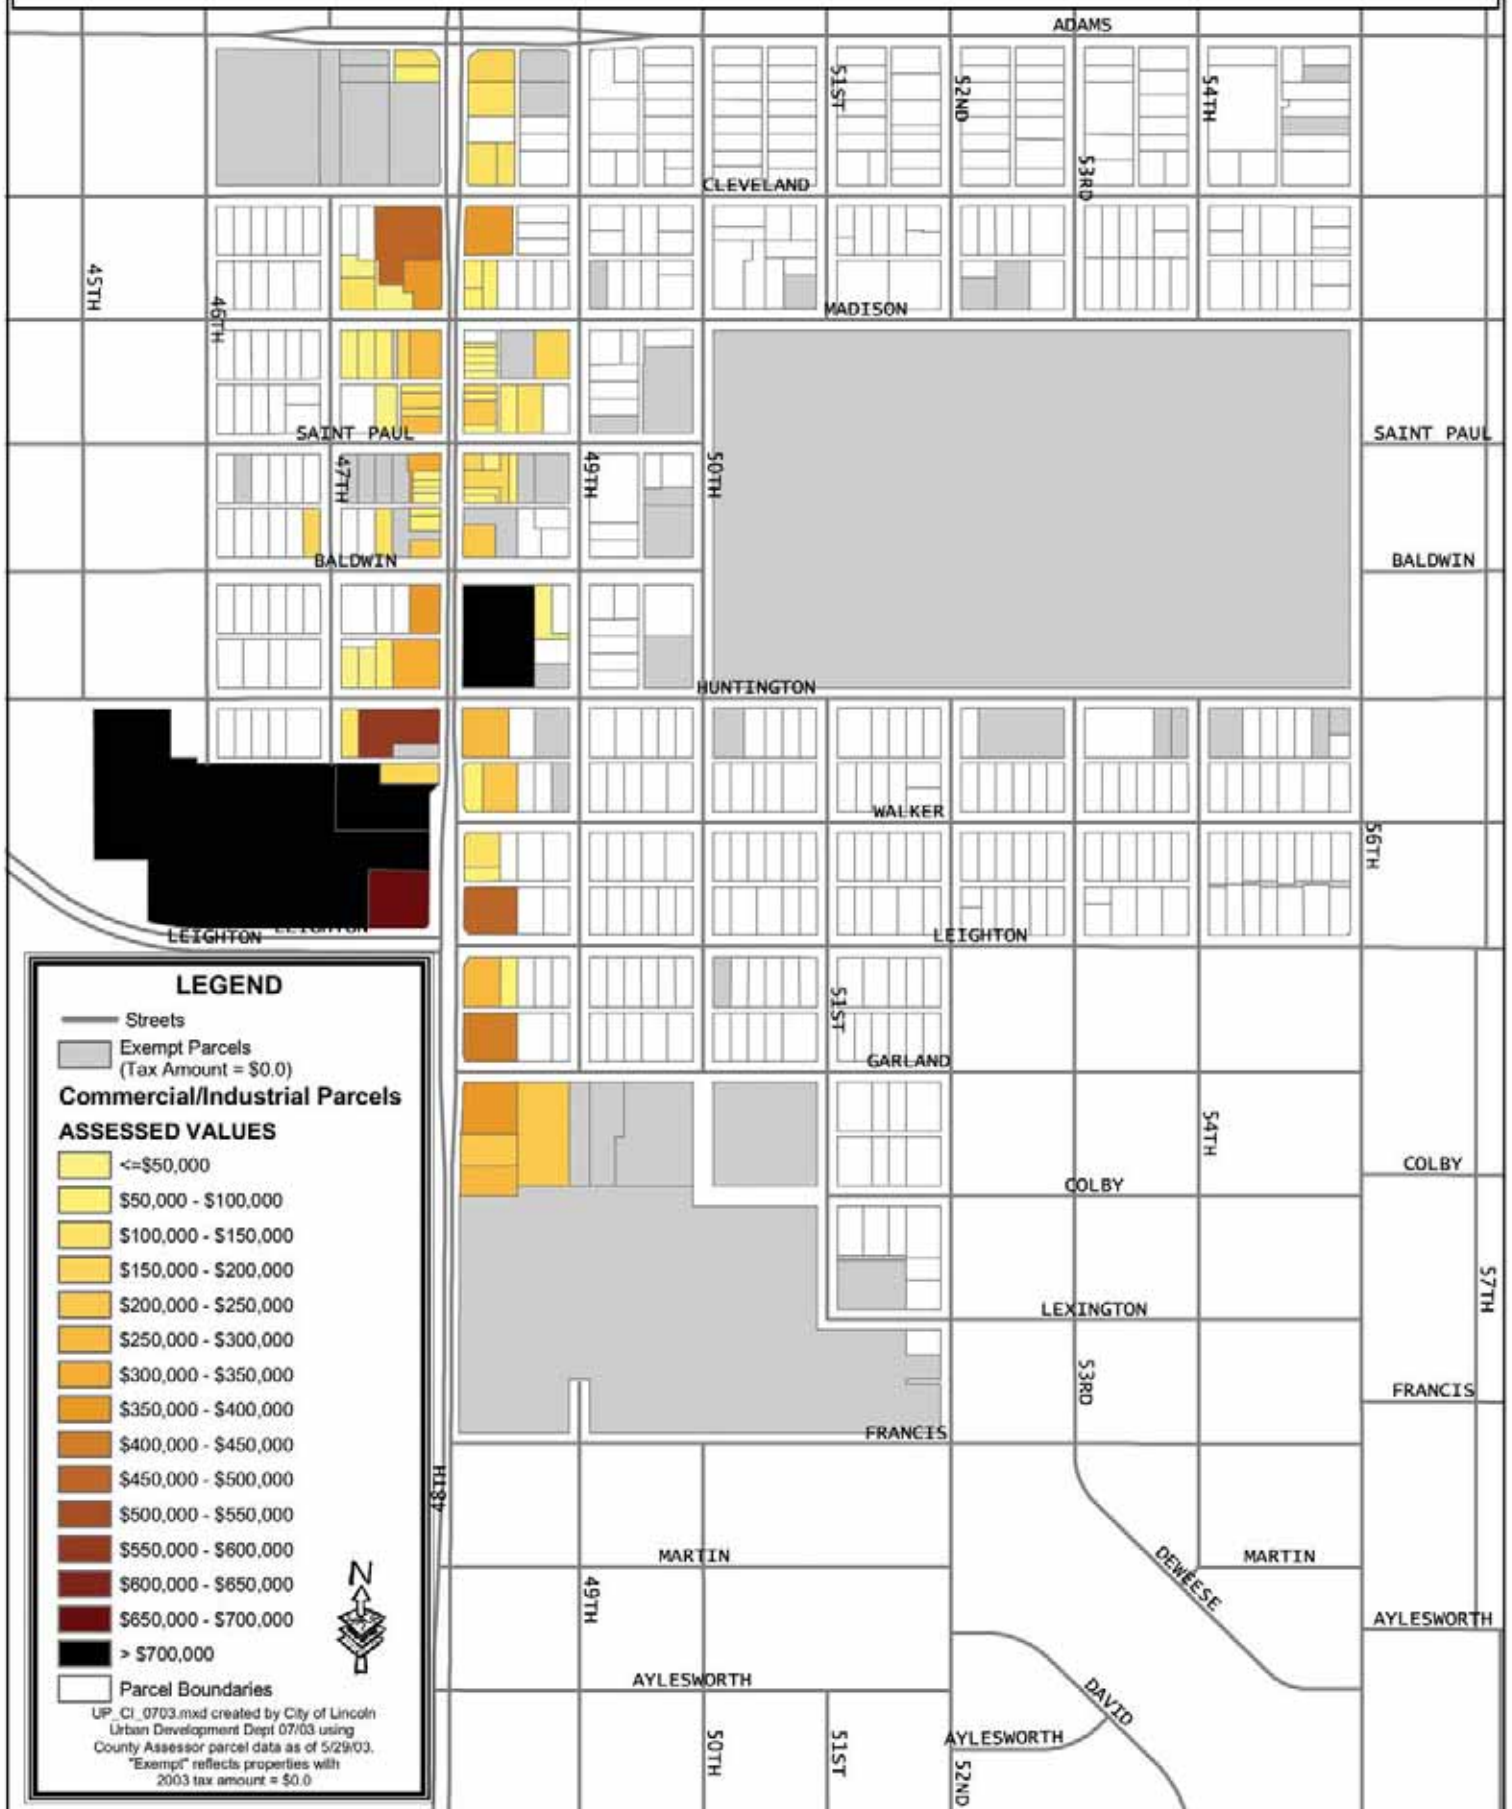 ADAMS
51ST
52ND
54TH
53RD
CLEVELAND
45TH
46TH
MADISON
SAINT PAUL
SAINT PAUL
47TH
49TH
50TH
BALDWIN
BALDWIN
HUNTINGTON
WALKER
56TH
LEIGHTON
LEIGHTON
LEIGHTON
51ST
GARLAND
54TH
COLBY
COLBY
57TH
LEXINGTON
53RD
FRANCIS
FRANCIS
48TH
MARTIN
DEWEESE
MARTIN
49TH
AYLESWORTH
AYLESWORTH
DAVID
AYLESWORTH
50TH
51ST
52ND
LEGEND
Streets
Exempt Parcels
(Tax Amount = $0.0)
Commercial/Industrial Parcels
ASSESSED VALUES
<=$50,000
$50,000 - $100,000
$100,000 - $150,000
$150,000 - $200,000
$200,000 - $250,000
$250,000 - $300,000
$300,000 - $350,000
$350,000 - $400,000
$400,000 - $450,000
$450,000 - $500,000
$500,000 - $550,000
$550,000 - $600,000
$600,000 - $650,000
$650,000 - $700,000
> $700,000
Parcel Boundaries
N
UP_CI_0703.mxd created by City of Lincoln
Urban Development Dept 07/03 using
County Assessor parcel data as of 5/29/03.
"Exempt" reflects properties with
2003 tax amount = $0.0